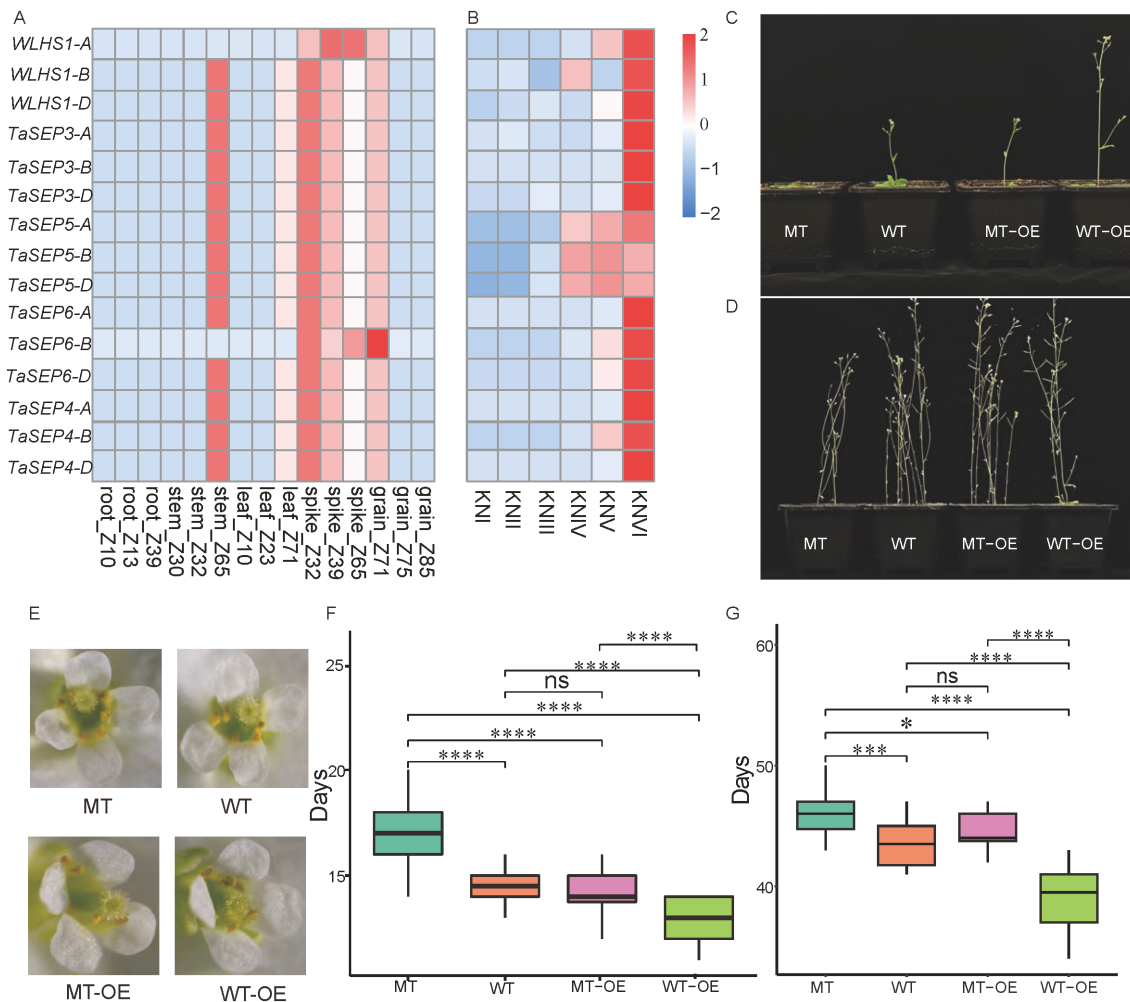 A
WLHS1-A
WLHS1-B
WLHS1-D
TaSEP3-A
TaSEP3-B
TaSEP3-D
TaSEP5-A
TaSEP5-B
TaSEP5-D
TaSEP6-A
TaSEP6-B
TaSEP6-D
TaSEP4-A
TaSEP4-B
TaSEP4-D
root_Z10
root_Z13
root_Z39
stem_Z30
stem_Z32
stem_Z65
leaf_Z10
leaf_Z23
leaf_Z71
spike_Z32
spike_Z39
spike_Z65
grain_Z71
grain_Z75
grain_Z85
B
KNI
KNII
KNIII
KNIV
KNV
KNVI
2
1
0
−1
−2
C
MT
WT
MT-OE
WT-OE
D
MT
WT
MT-OE
WT-OE
E
MT
WT
MT-OE
WT-OE
F
Days
25
20
15
****
****
ns
****
****
****
MT
WT
MT-OE
WT-OE
G
Days
60
50
40
****
****
ns
****
*
***
MT
WT
MT-OE
WT-OE